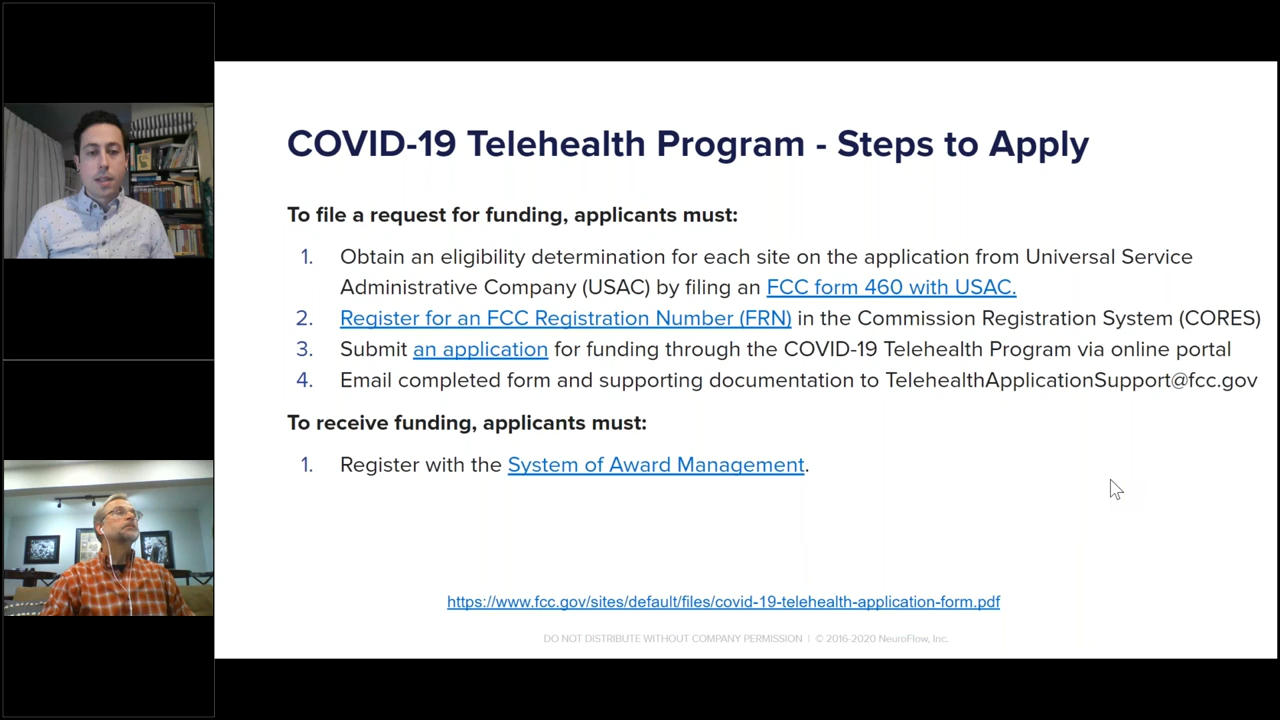 COVID-19 Telehealth Program - Steps to Apply
To file a request for funding, applicants must:
1. Obtain an eligibility determination for each site on the application from Universal Service
Administrative Company (USAC) by filing an FCC form 460 with USAC.
2. Register for an FCC Registration Number (FRN) in the Commission Registration System (CORES)
3. Submit an application for funding through the COVID-19 Telehealth Program via online portal
4. Email completed form and supporting documentation to TelehealthApplicationSupport@fcc.gov
To receive funding, applicants must:
1. Register with the System of Award Management.
https://www.fcc.gov/sites/default/files/covid-19-telehealth-application-form.pdf
DO NOT DISTRIBUTE WITHOUT COMPANY PERMISSION | © 2016-2020 NeuroFlow, Inc.